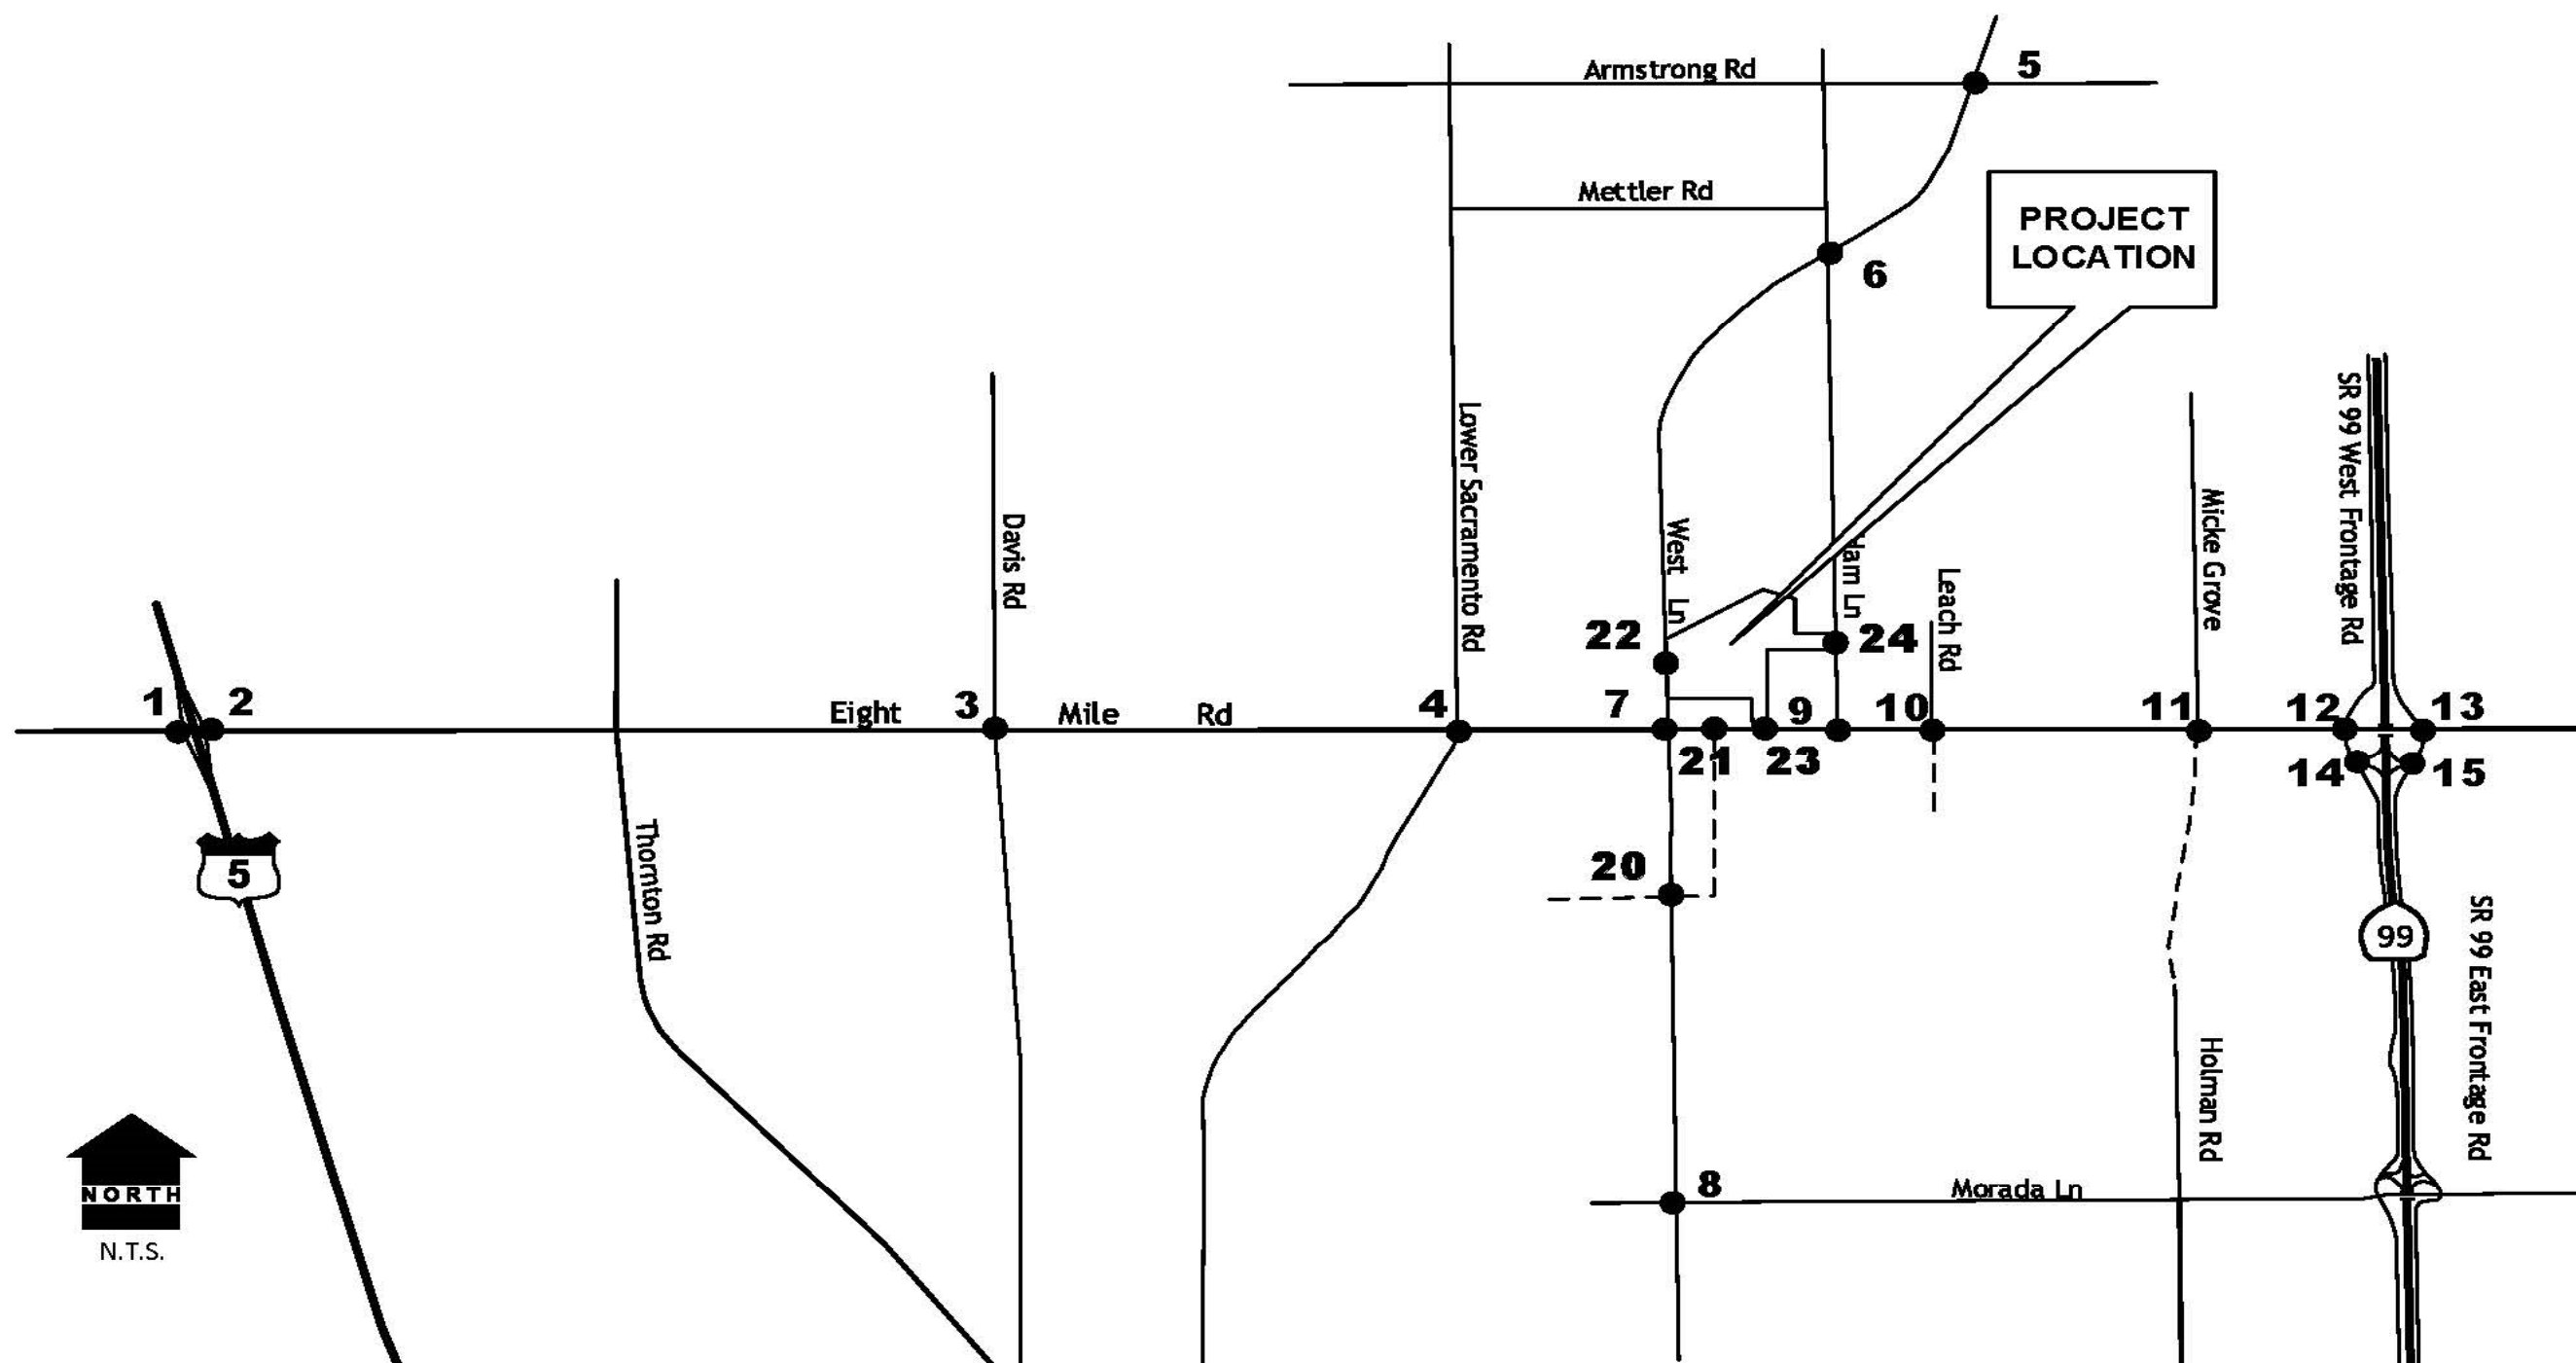 Armstrong Rd
5
Mettler Rd
6
PROJECT
LOCATION
Davis Rd
Lower Sacramento Rd
West Ln
Ln
Leach Rd
Micke Grove
SR 99 West Frontage Rd
22
24
1
2
Eight
3
Mile
Rd
4
7
9
10
11
12
13
21
23
14
15
5
Thornton Rd
20
99
SR 99 East Frontage Rd
Holman Rd
8
Morada Ln
NORTH
N.T.S.